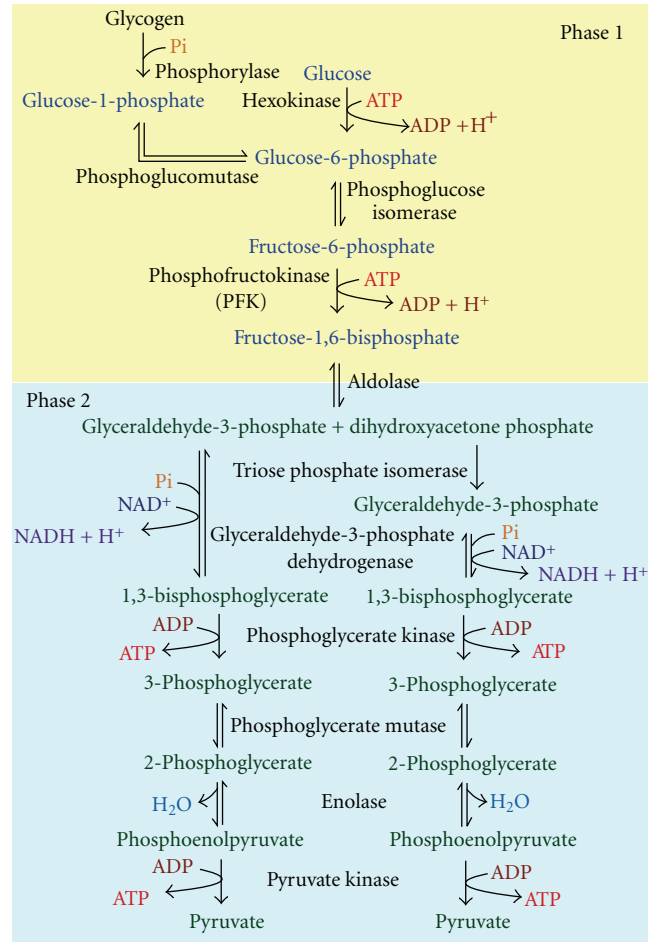 Glycogen
Phase 1
Pi
Phosphorylase
Glucose
Glucose-1-phosphate
Hexokinase
ATP
ADP + H+
Glucose-6-phosphate
Phosphoglucomutase
Phosphoglucose
isomerase
Fructose-6-phosphate
Phosphofructokinase
(PFK)
ATP
ADP + H+
Fructose-1,6-bisphosphate
Aldolase
Phase 2
Glyceraldehyde-3-phosphate + dihydroxyacetone phosphate
Triose phosphate isomerase
Pi
NAD+
NADH + H+
Glyceraldehyde-3-phosphate
Glyceraldehyde-3-phosphate
dehydrogenase
Pi
NAD+
NADH + H+
1,3-bisphosphoglycerate
1,3-bisphosphoglycerate
ADP
ATP
Phosphoglycerate kinase
ADP
ATP
3-Phosphoglycerate
3-Phosphoglycerate
Phosphoglycerate mutase
2-Phosphoglycerate
2-Phosphoglycerate
H2O
Enolase
H2O
Phosphoenolpyruvate
Phosphoenolpyruvate
ADP
ATP
Pyruvate kinase
ADP
ATP
Pyruvate
Pyruvate